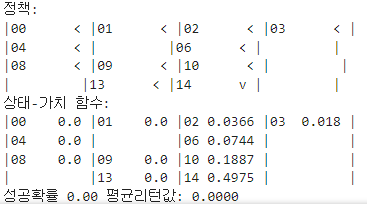 정책:
|00      < |01      < |02      < |03      < |
|04      < |          |06      < |          |
|08      < |09      < |10      < |          |
|          |13      < |14      v |          |
상태-가치 함수:
|00    0.0 |01    0.0 |02 0.0366 |03  0.018 |
|04    0.0 |          |06 0.0744 |          |
|08    0.0 |09    0.0 |10 0.1887 |          |
|          |13    0.0 |14 0.4975 |          |
성공확률 0.00 평균리턴값: 0.0000